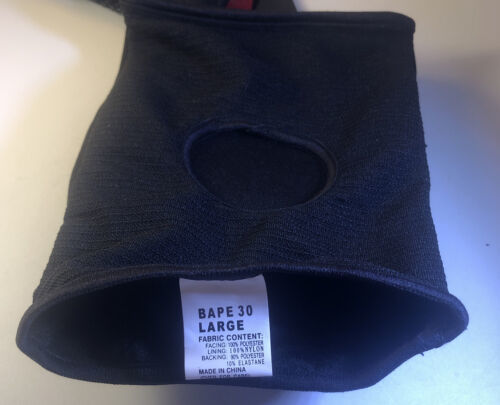 BAPE 30
LARGE
FABRIC CONTENT:
FACING: 100% POLYESTER
LINING: 100%NYLON
BACKING: 90% POLYESTER
10% ELASTANE
MADE IN CHINA